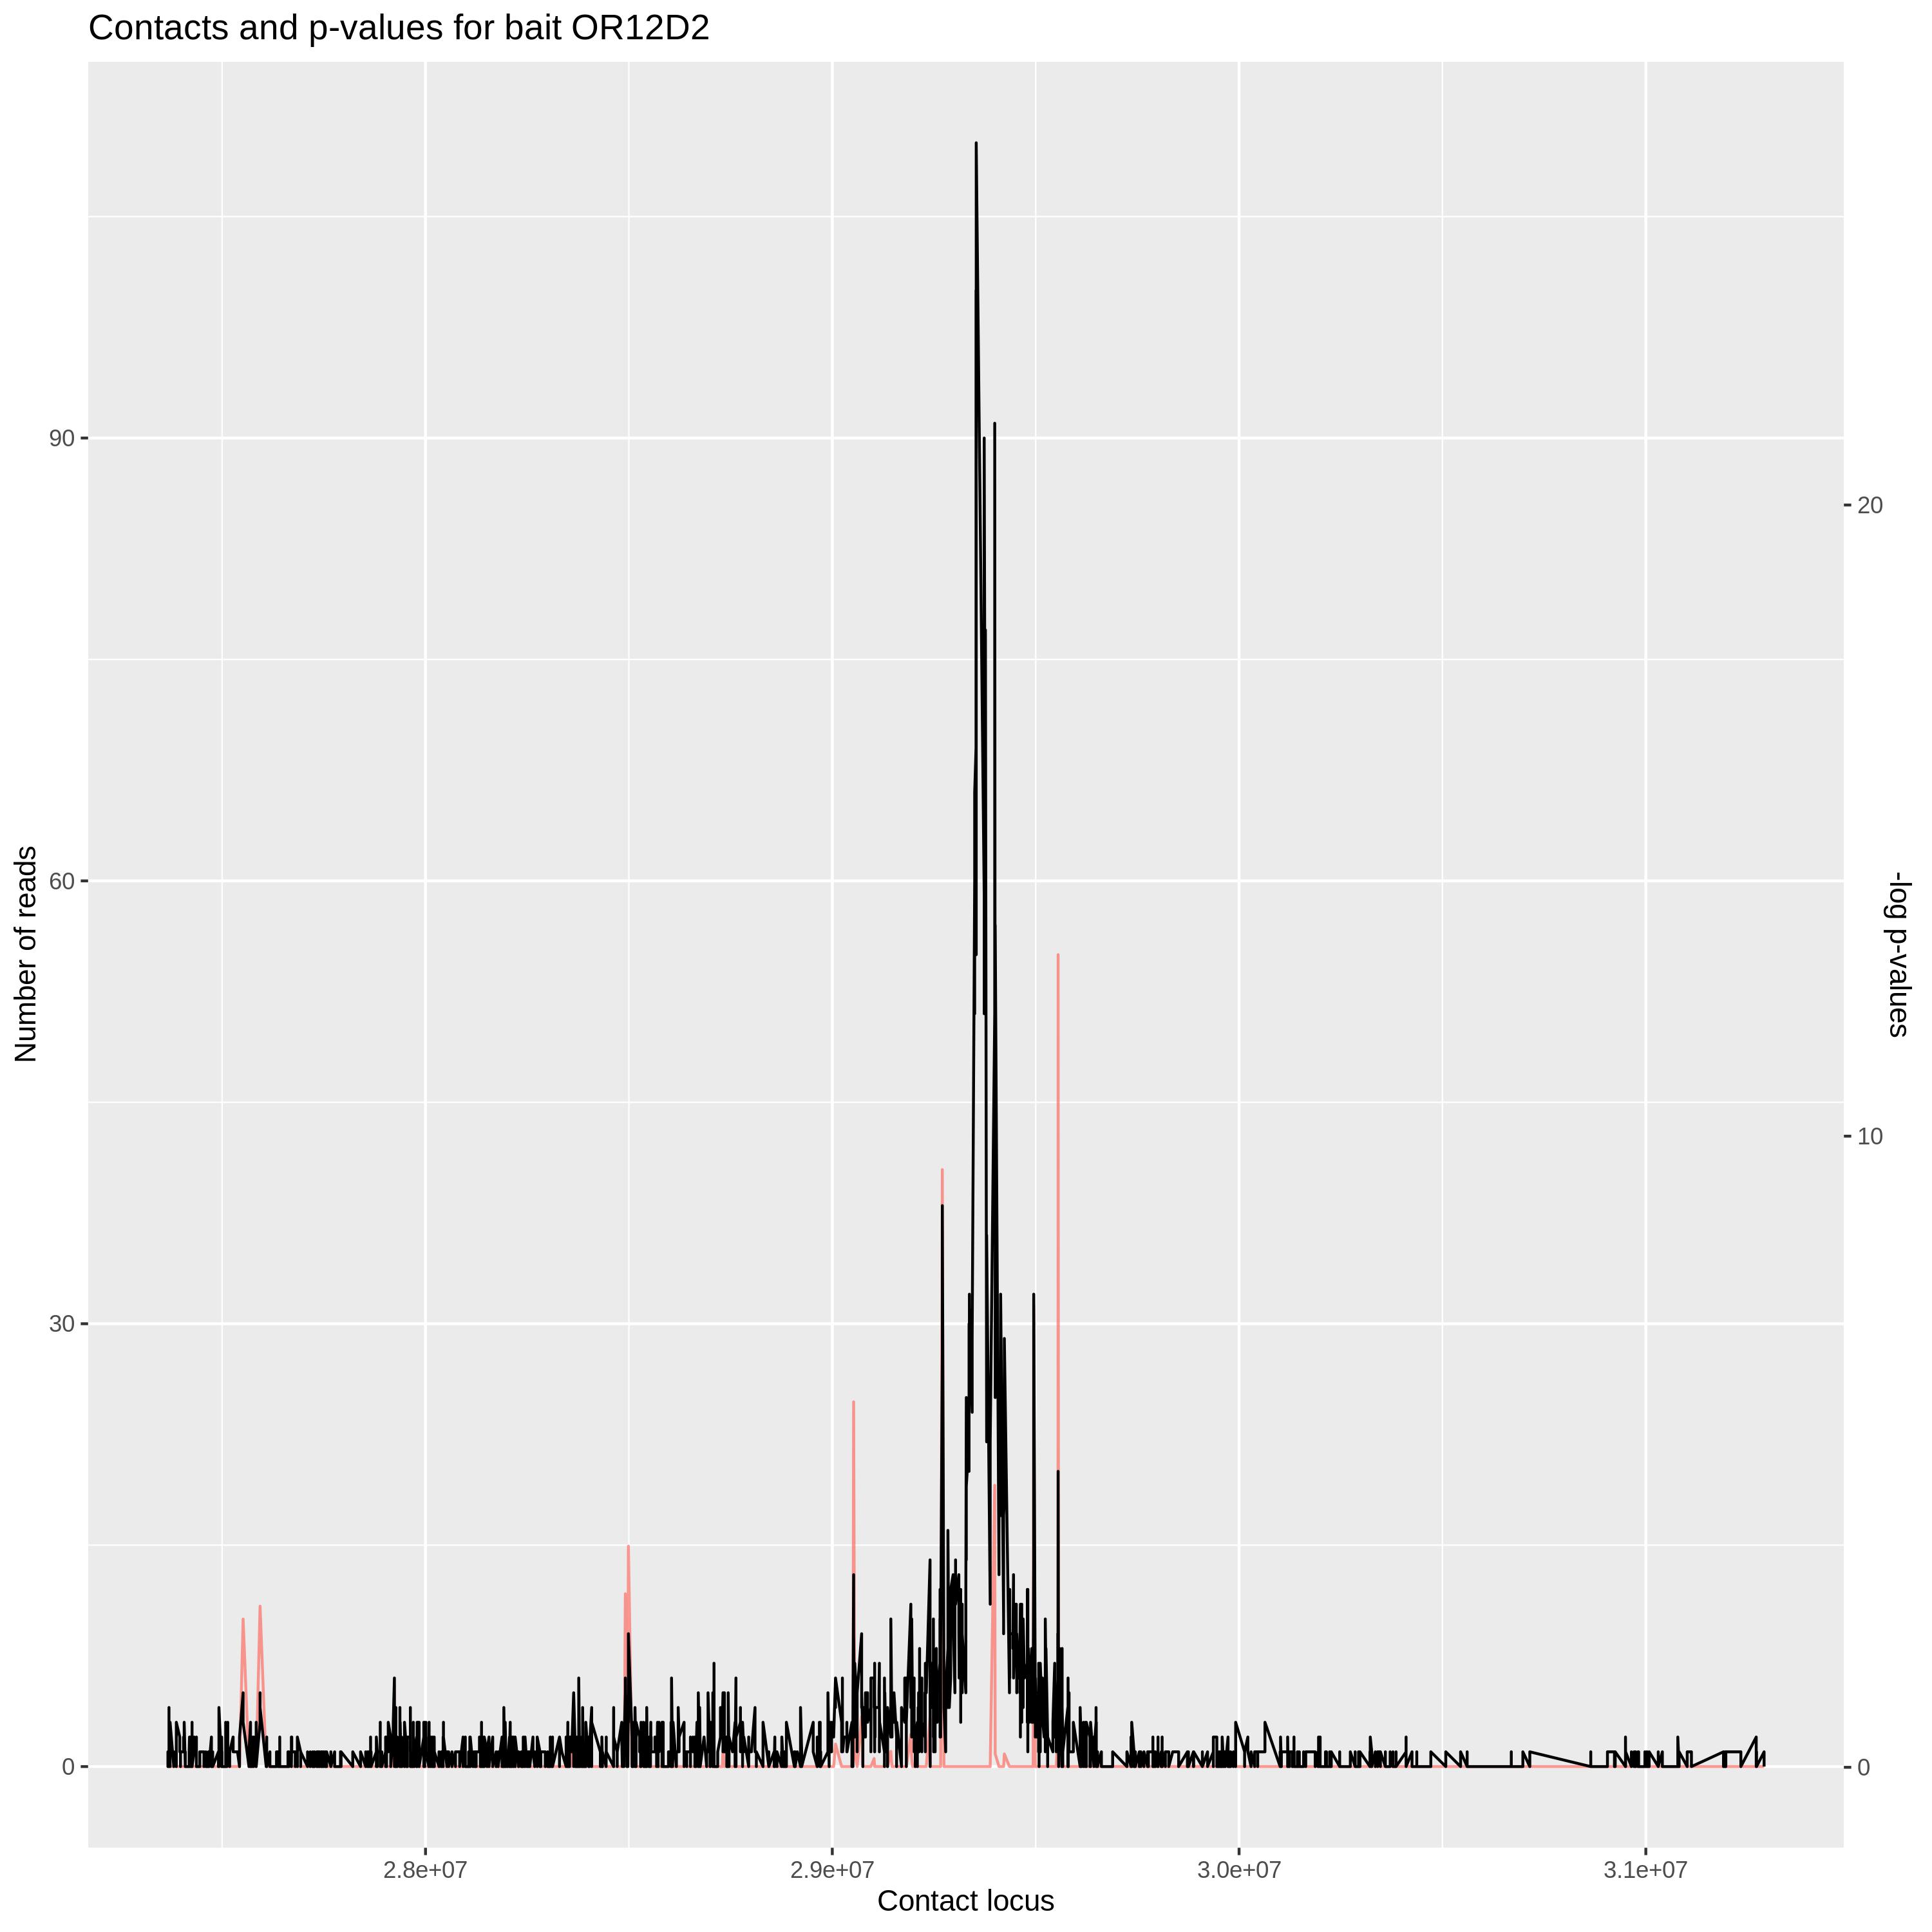 Contacts and p-values for bait OR12D2
Number of reads
90
60
30
0
20
10
0
-log p-values
2.8e+07
2.9e+07
3.0e+07
3.1e+07
Contact locus